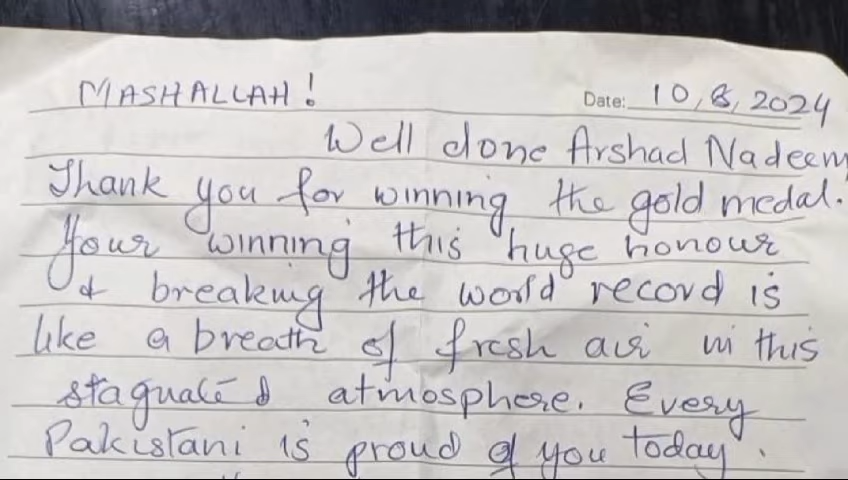 MASHALLAH! Date: 10,8,2024
Well done Arshad Nadeem
Thank you for winning the gold medal.
Your winning this huge honour
& breaking the world record is
like a breath of fresh air in this
stagnated atmosphere. Every
Pakistani is proud of you today.